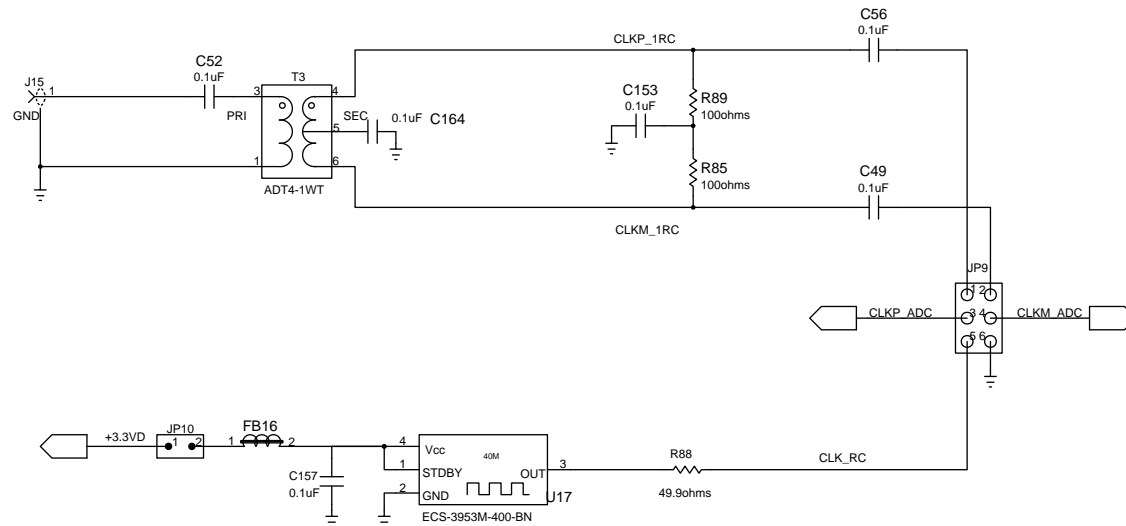 C56
0.1uF
CLKP_1RC
C52
0.1uF
T3
J15
1
3
4
GND
PRI
SEC
5
0.1uF C164
C153
0.1uF
R89
100ohms
1
6
ADT4-1WT
R85
100ohms
C49
0.1uF
CLKM_1RC
JP9
1 2
CLKP_ADC
3 4
CLKM_ADC
5 6
+3.3VD
JP10
1 2
FB16
1
2
4
Vcc
40M
1
STDBY
OUT
3
R88
CLK_RC
C157
0.1uF
2
GND
U17
49.9ohms
ECS-3953M-400-BN